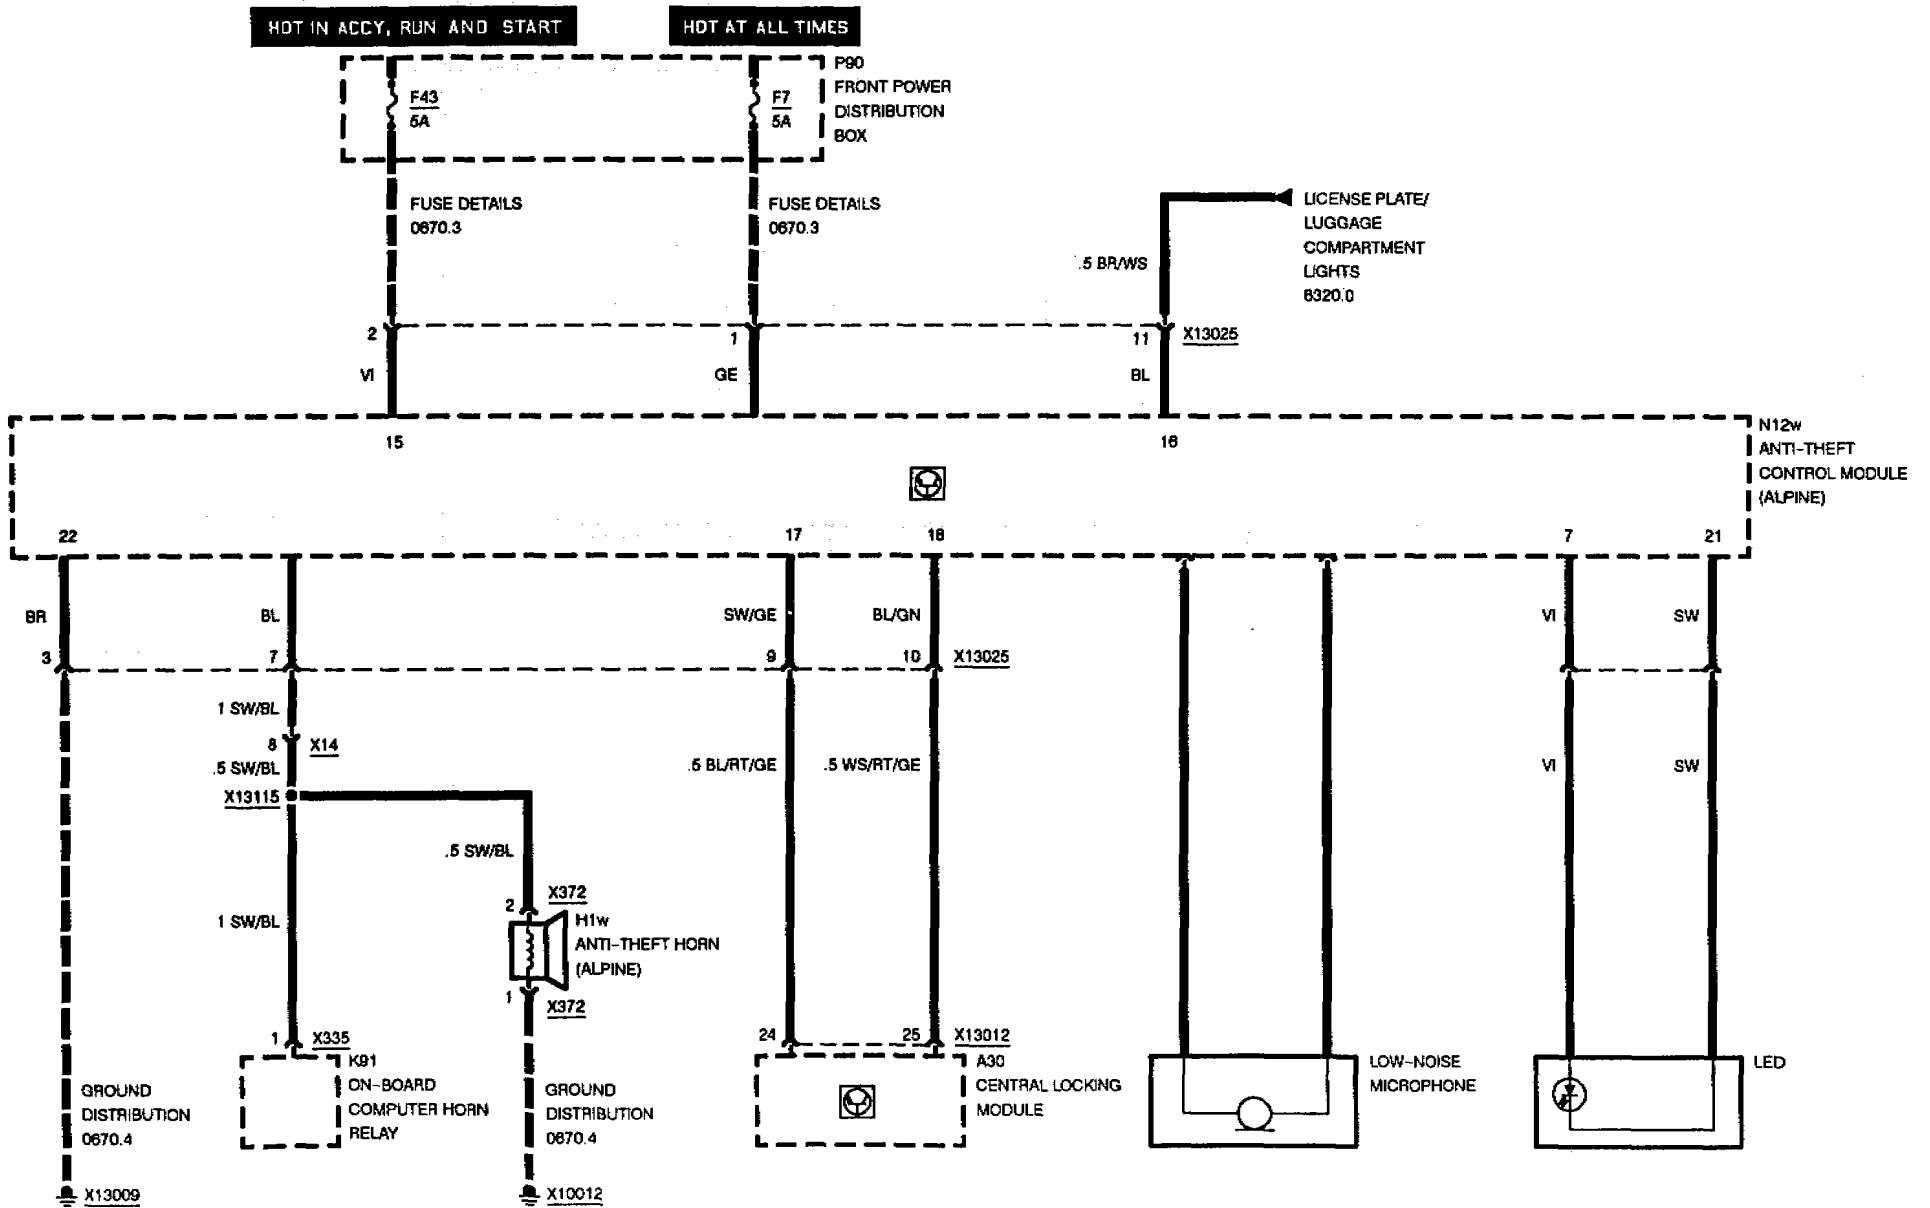 HOT IN ACCY, RUN AND START
HOT AT ALL TIMES
P90
FRONT POWER
DISTRIBUTION
BOX
F43
5A
F7
5A
FUSE DETAILS
0670.3
FUSE DETAILS
0670.3
LICENSE PLATE/
LUGGAGE
COMPARTMENT
LIGHTS
6320.0
.5 BR/WS
2
1
11
X13025
VI
GE
BL
15
16
N12w
ANTI-THEFT
CONTROL MODULE
(ALPINE)
22
17
18
7
21
BR
BL
SW/GE
BL/GN
VI
SW
3
7
9
10
X13025
1 SW/BL
8
X14
.5 SW/BL
.5 BL/RT/GE
.5 WS/RT/GE
VI
SW
X13115
.5 SW/BL
X372
2
H1w
ANTI-THEFT HORN
(ALPINE)
1 SW/BL
1
X372
1
X335
24
25
X13012
K91
ON-BOARD
COMPUTER HORN
RELAY
A30
CENTRAL LOCKING
MODULE
LOW-NOISE
MICROPHONE
LED
GROUND
DISTRIBUTION
0670.4
GROUND
DISTRIBUTION
0670.4
X13009
X10012